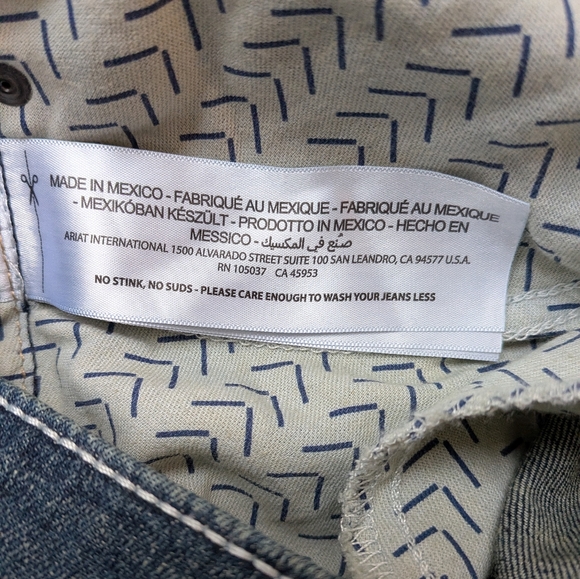 MADE IN MEXICO - FABRIQUÉ AU MEXIQUE - FABRIQUÉ AU MEXIQUE
- MEXIKÓBAN KÉSZÜLT - PRODOTTO IN MEXICO - HECHO EN
MESSICO - صنع في المكسيك
ARIAT INTERNATIONAL 1500 ALVARADO STREET SUITE 100 SAN LEANDRO, CA 94577 U.S.A.
RN 105037 CA 45953
NO STINK, NO SUDS - PLEASE CARE ENOUGH TO WASH YOUR JEANS LESS